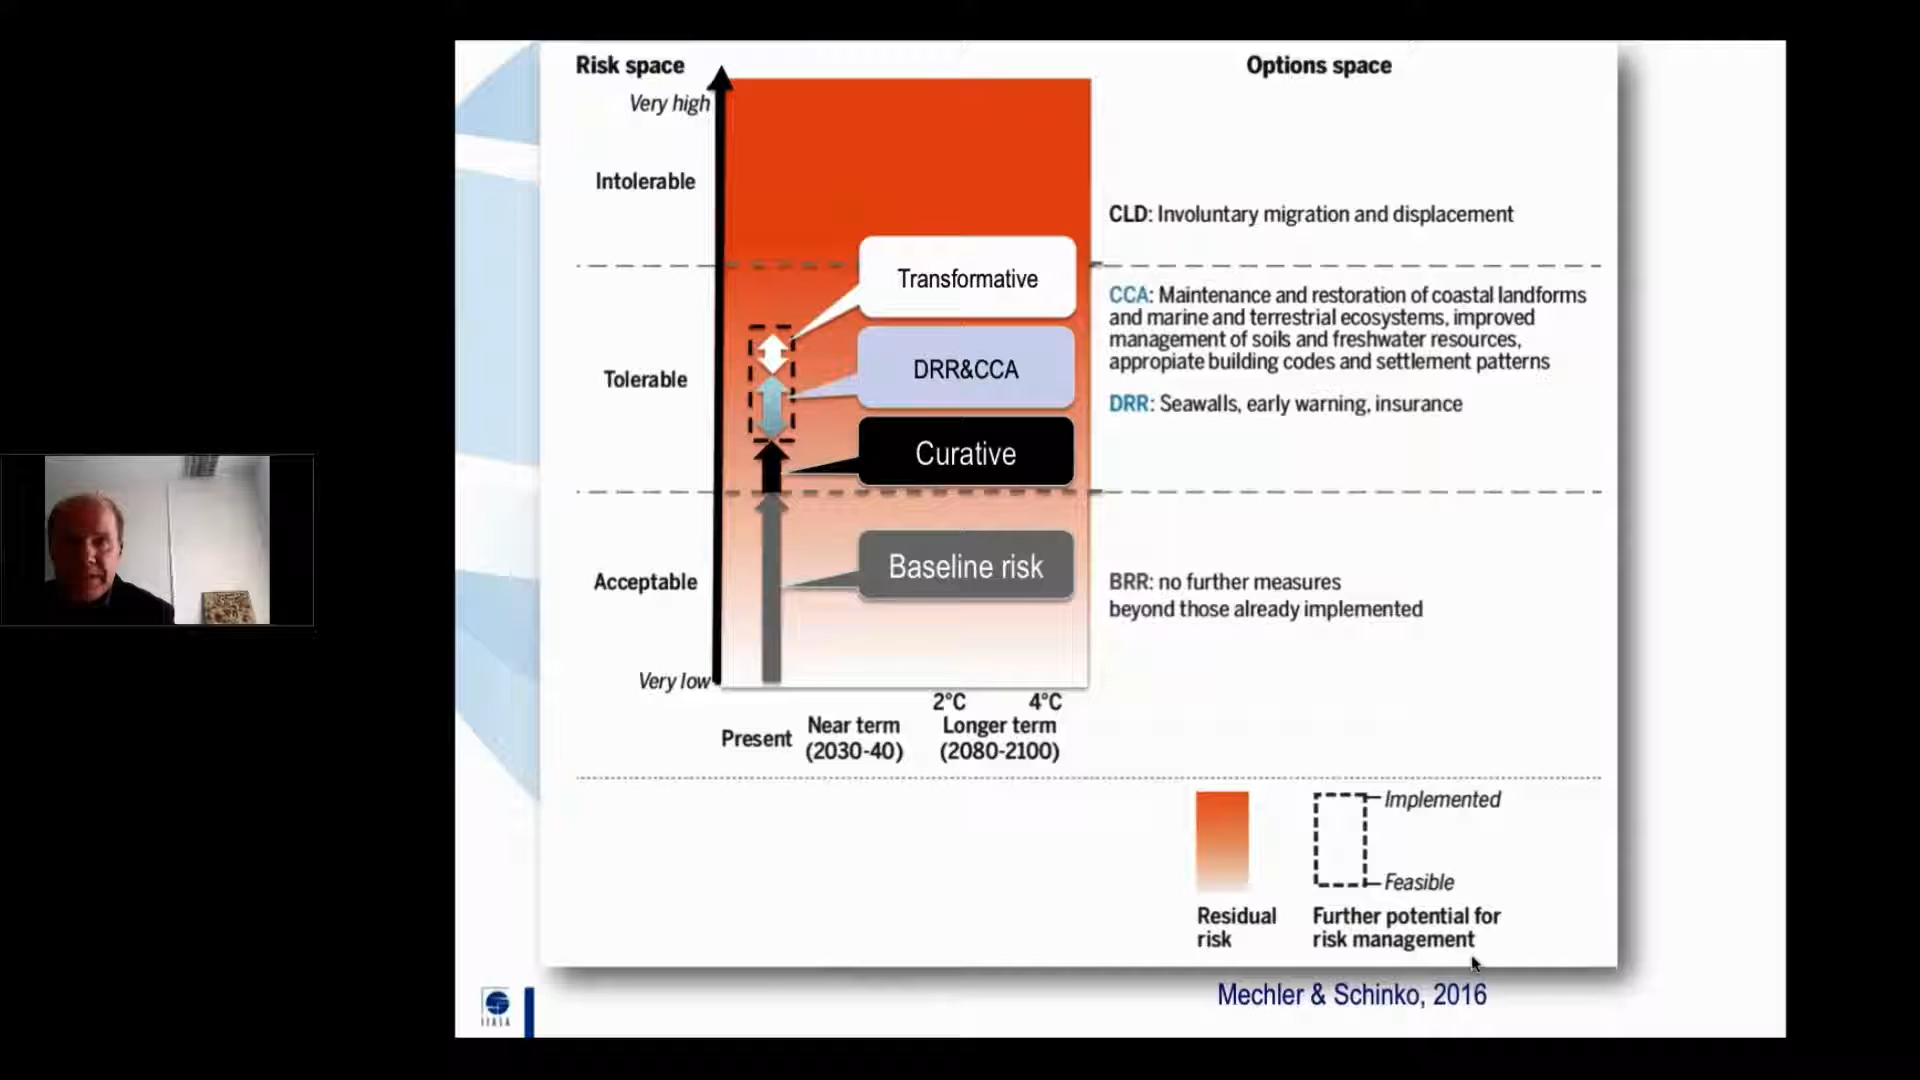 Risk space
Options space
Very high
Intolerable
CLD: Involuntary migration and displacement
Transformative
CCA: Maintenance and restoration of coastal landforms
and marine and terrestrial ecosystems, improved
management of soils and freshwater resources,
appropiate building codes and settlement patterns
DRR&CCA
Tolerable
DRR: Seawalls, early warning, insurance
Curative
Baseline risk
Acceptable
BRR: no further measures
beyond those already implemented
Very low
2°C
4°C
Present
Near term
(2030-40)
Longer term
(2080-2100)
Implemented
Feasible
Residual
risk
Further potential for
risk management
Mechler & Schinko, 2016
IIASA